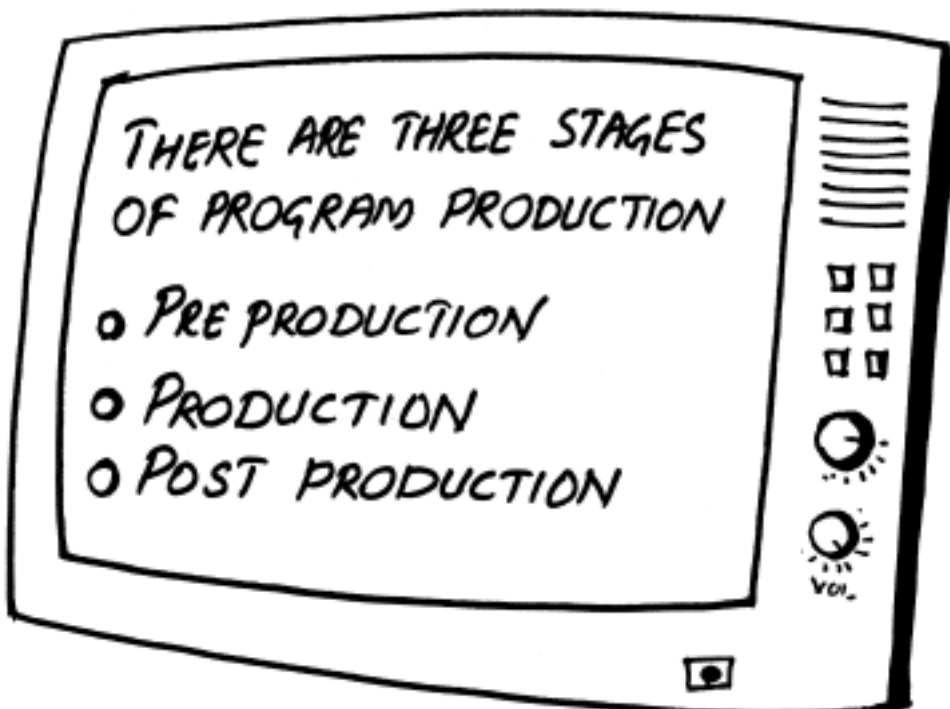 THERE ARE THREE STAGES
OF PROGRAM PRODUCTION
PRE PRODUCTION
PRODUCTION
POST PRODUCTION
VOL.